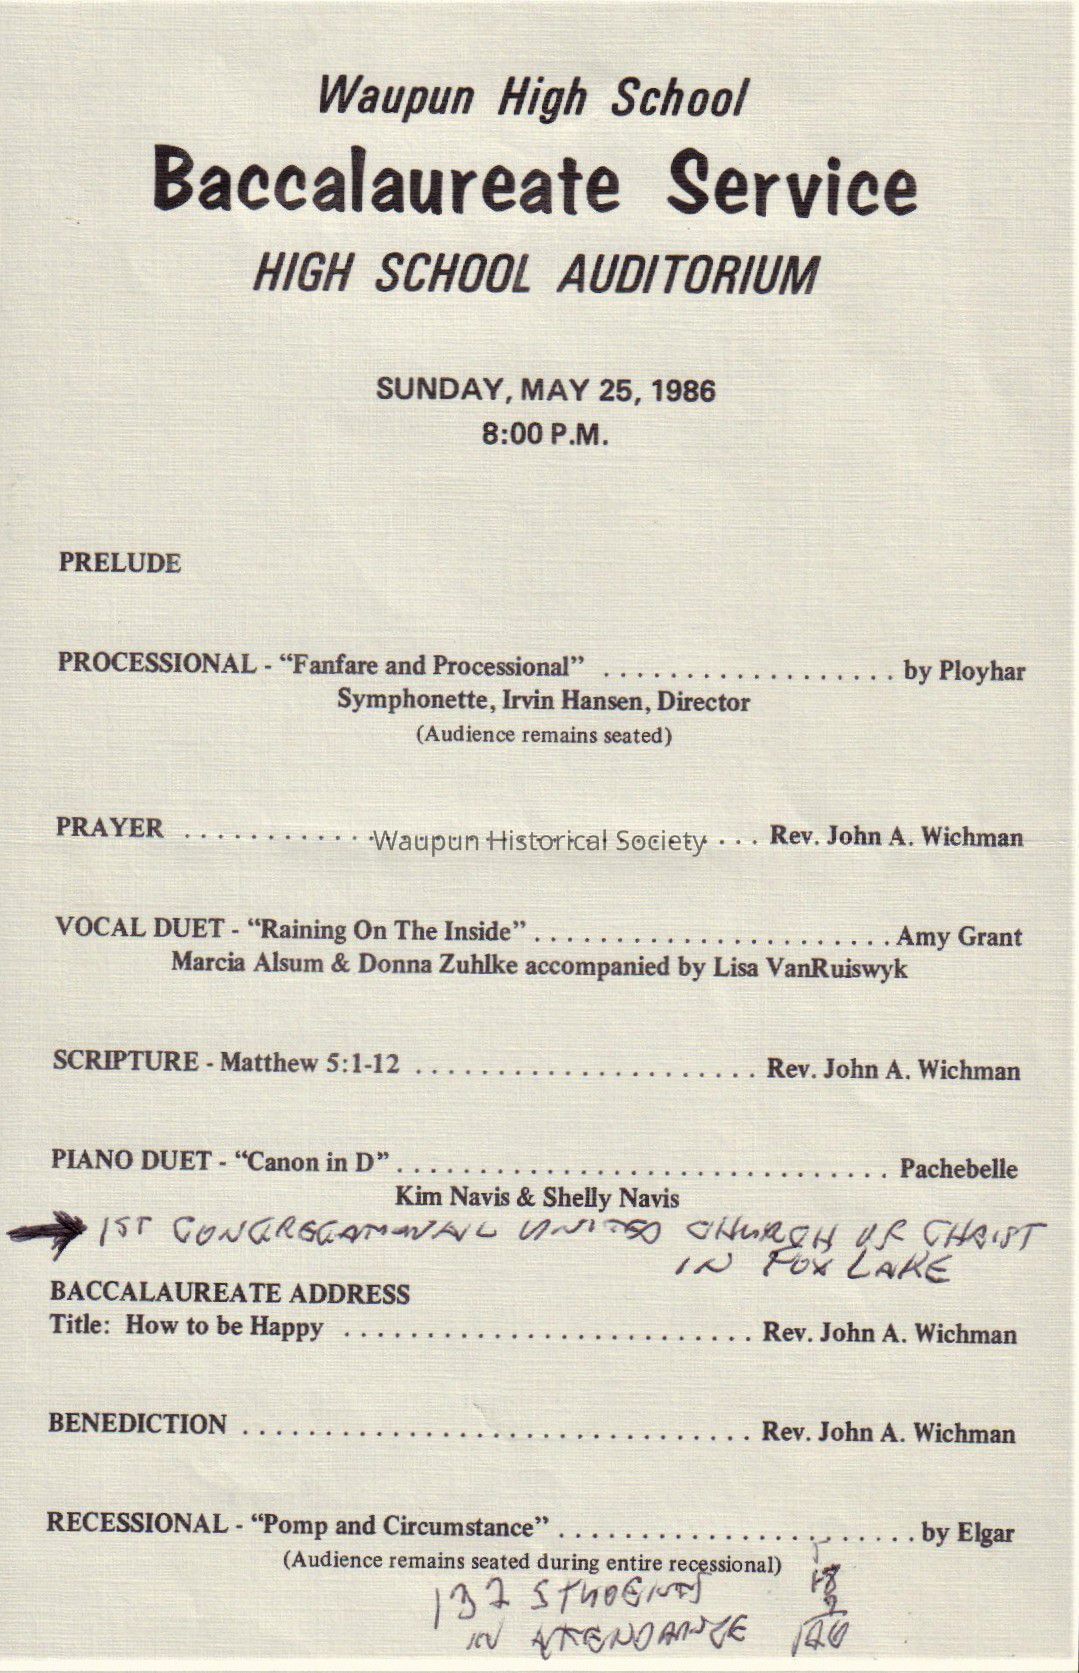 Waupun High School
Baccalaureate Service
HIGH SCHOOL AUDITORIUM
SUNDAY, MAY 25, 1986
8:00 P.M.
PRELUDE
PROCESSIONAL - “Fanfare and Processional” . . . . . . . . . . . . . . . . . . by Ployhar
Symphonette, Irvin Hansen, Director
(Audience remains seated)
PRAYER . . . . . . . . . . . . . . . . . . . . . . . . . . . . . . Rev. John A. Wichman
Waupun Historical Society
VOCAL DUET - “Raining On The Inside” . . . . . . . . . . . . . . . . . . . . . . Amy Grant
Marcia Alsum & Donna Zuhlke accompanied by Lisa VanRuiswyk
SCRIPTURE - Matthew 5:1-12 . . . . . . . . . . . . . . . . . . . . . Rev. John A. Wichman
PIANO DUET - “Canon in D” . . . . . . . . . . . . . . . . . . . . . . . . . . . . . . Pachebelle
Kim Navis & Shelly Navis
1ST CONGREGATIONAL UNITED CHURCH OF CHRIST
IN FOX LAKE
BACCALAUREATE ADDRESS
Title: How to be Happy . . . . . . . . . . . . . . . . . . . . . . . . . Rev. John A. Wichman
BENEDICTION . . . . . . . . . . . . . . . . . . . . . . . . . . . . . . . Rev. John A. Wichman
RECESSIONAL - “Pomp and Circumstance” . . . . . . . . . . . . . . . . . . . . . . by Elgar
(Audience remains seated during entire recessional)
STUDENTS
IN ATTENDANCE